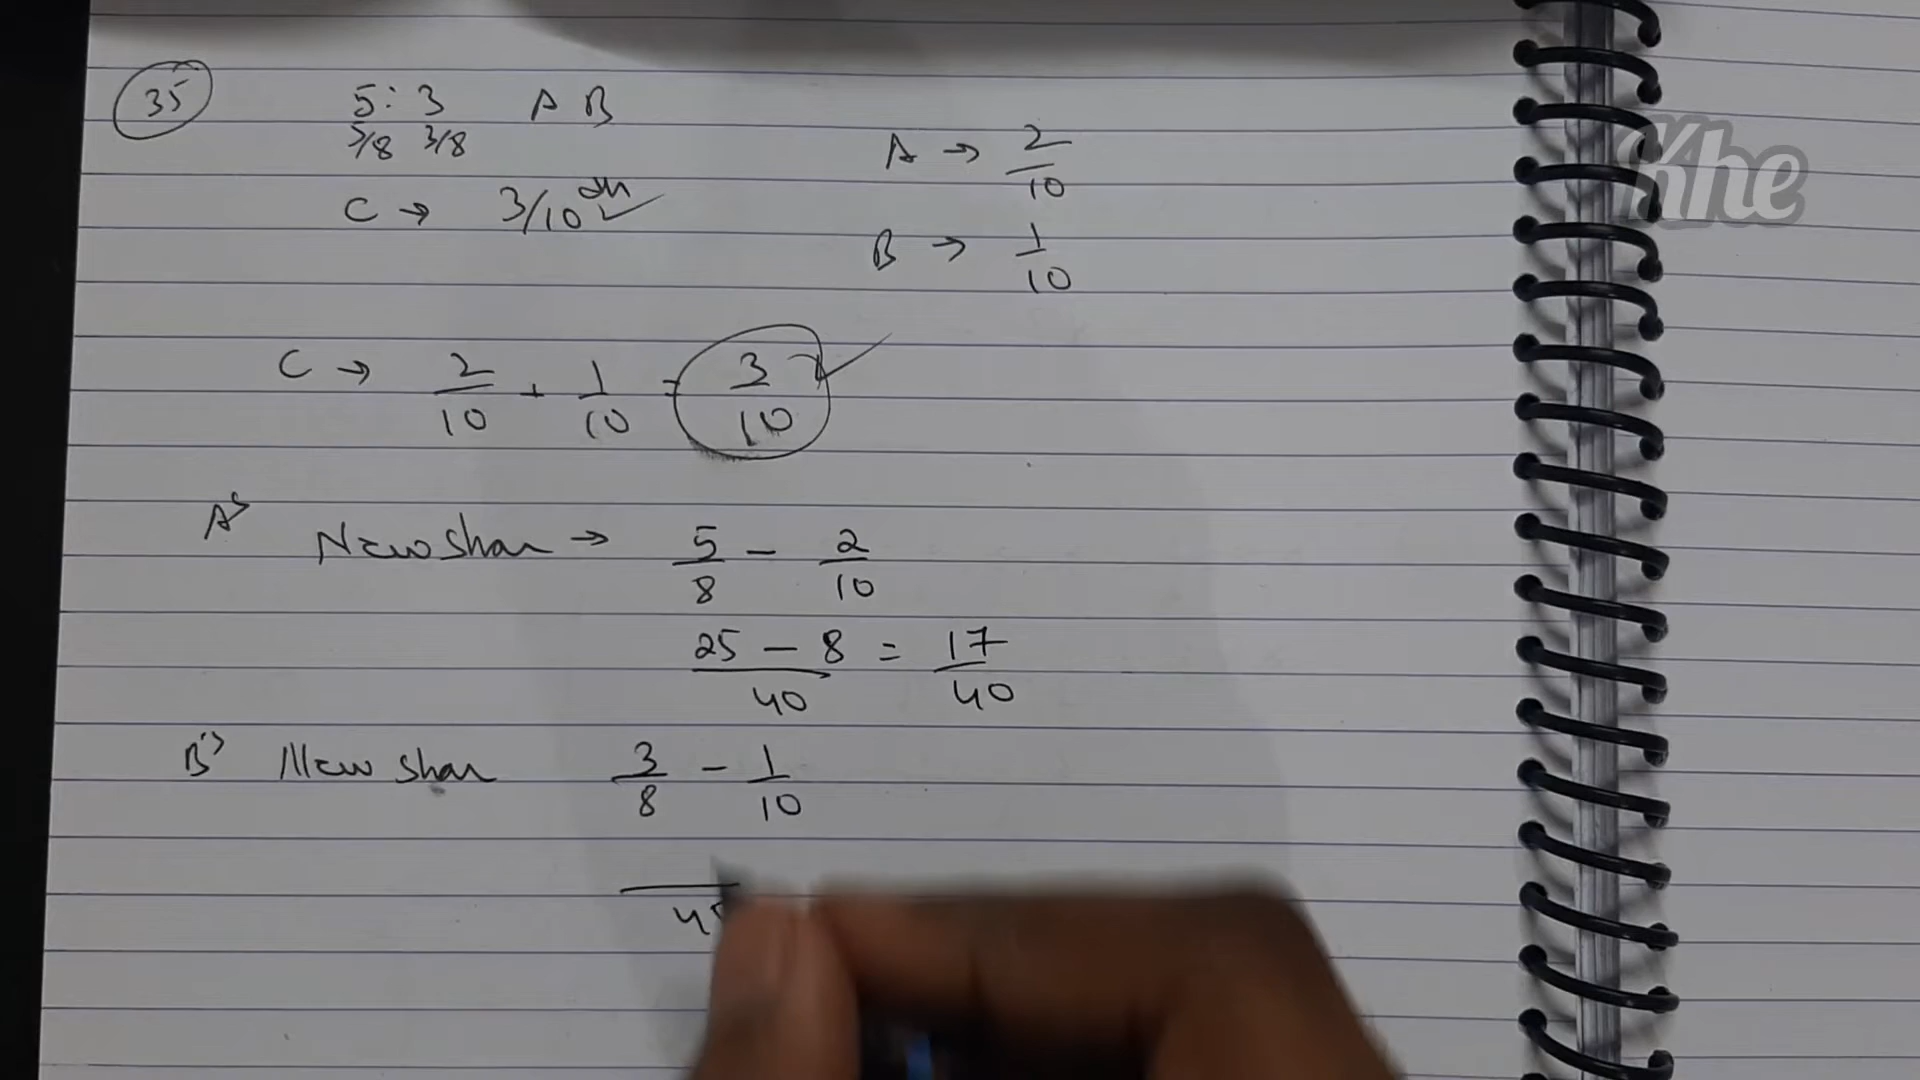 35
5 : 3 A B
5/8 3/8
C → 3/10th
A → 2/10
B → 1/10
C → 2/10 + 1/10 = 3/10
A's New Share → 5/8 - 2/10
25 - 8 / 40 = 17/40
B's New Share 3/8 - 1/10
40
Khe